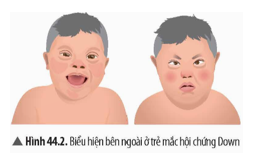 ▲ Hình 44.2. Biểu hiện bên ngoài ở trẻ mắc hội chứng Down